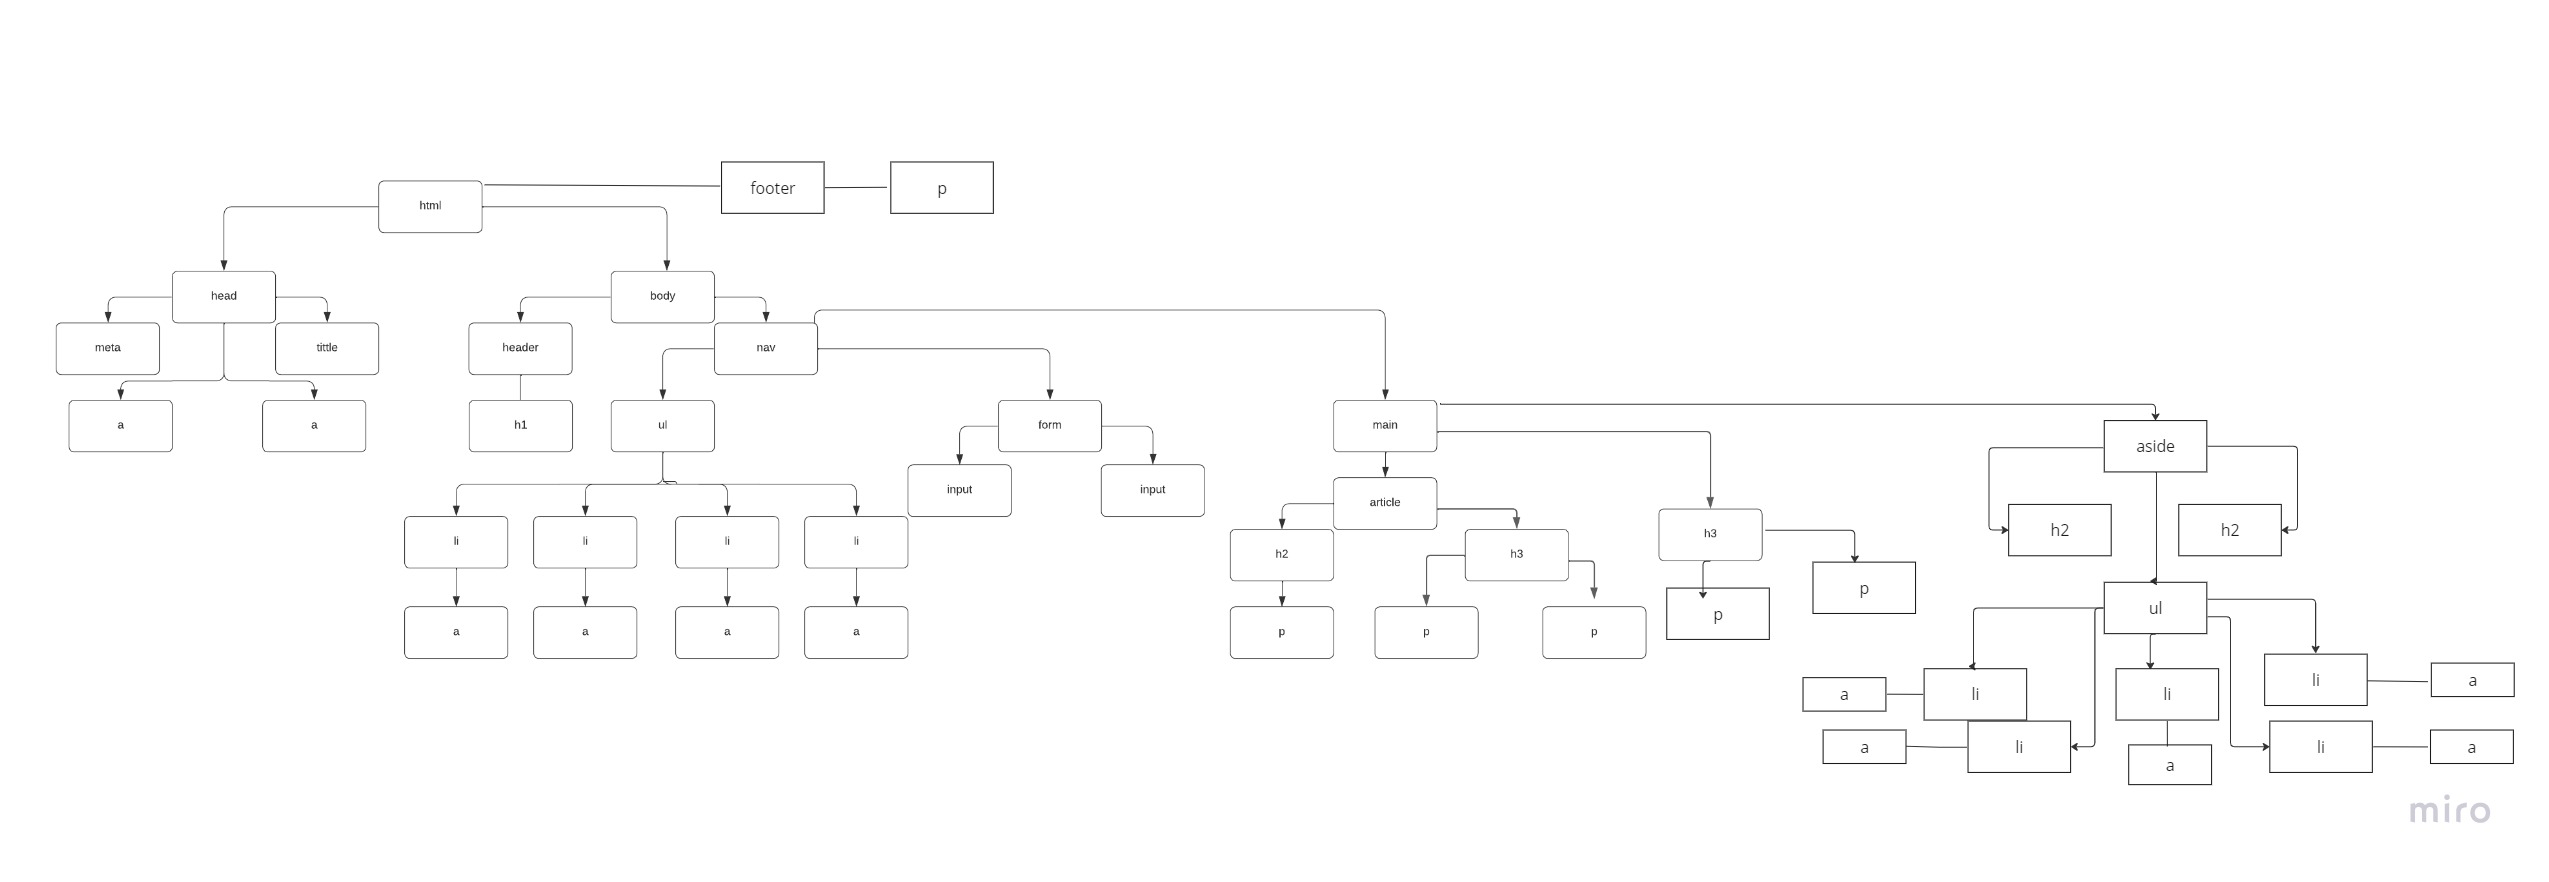 footer
p
html
head
body
meta
tittle
header
nav
a
a
h1
ul
form
main
aside
input
input
article
li
li
li
li
h2
h3
h3
h2
h2
a
a
a
a
p
p
p
p
p
ul
a
li
li
li
a
a
li
a
li
a
miro